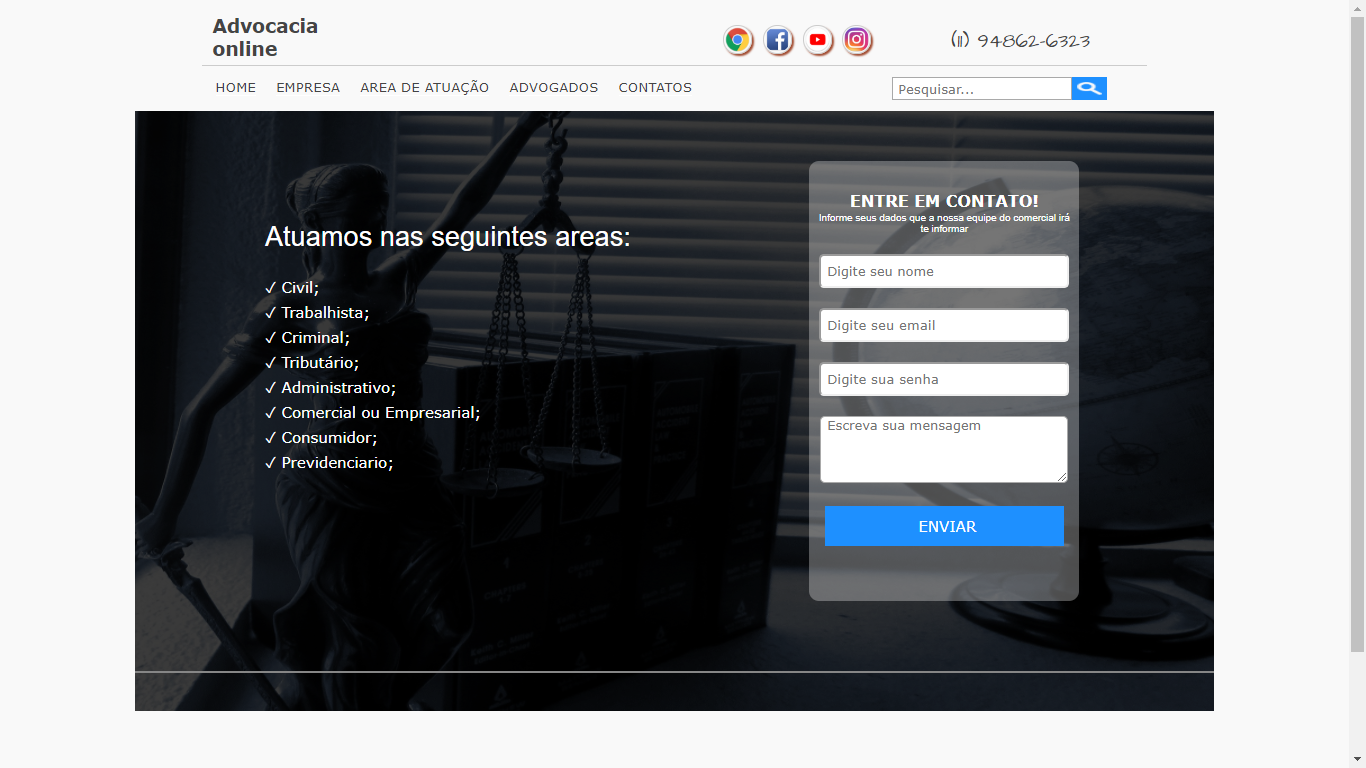 Advocacia
online
(11) 94862-6323
HOME EMPRESA AREA DE ATUAÇÃO ADVOGADOS CONTATOS
Pesquisar...
Atuamos nas seguintes areas:
✓ Civil;
✓ Trabalhista;
✓ Criminal;
✓ Tributário;
✓ Administrativo;
✓ Comercial ou Empresarial;
✓ Consumidor;
✓ Previdenciario;
ENTRE EM CONTATO!
Informe seus dados que a nossa equipe do comercial irá
te informar
Digite seu nome
Digite seu email
Digite sua senha
Escreva sua mensagem
ENVIAR